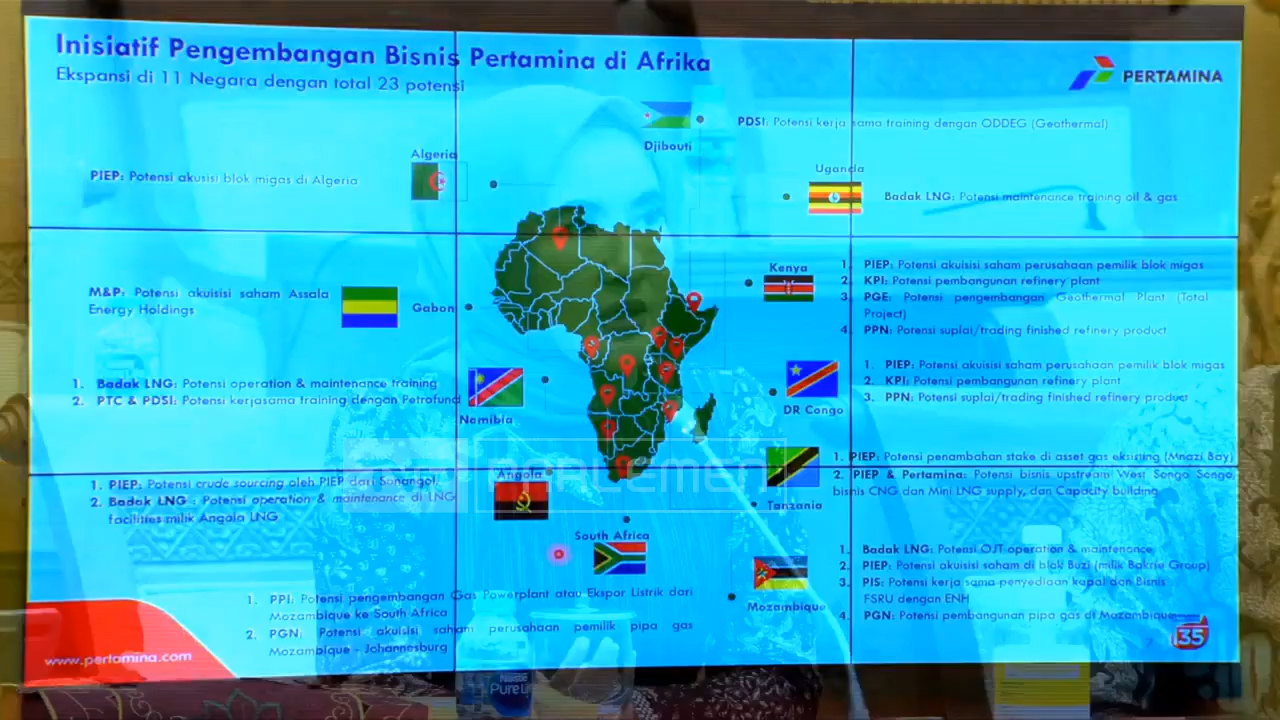 Inisiatif Pengembangan Bisnis Pertamina di Afrika
Ekspansi di 11 Negara dengan total 23 potensi
PERTAMINA
Djibouti
PDSI: Potensi kerja sama training dengan ODDEG (Geothermal)
Algeria
PIEP: Potensi akusisi blok migas di Algeria
Uganda
Badak LNG: Potensi maintenance training oil & gas
Kenya
1. PIEP: Potensi akuisisi saham perusahaan pemilik blok migas
2. KPI: Potensi pembangunan refinery plant
3. PGE: Potensi pengembangan Geothermal Plant (Total
Project)
4. PPN: Potensi suplai/trading finished refinery product
M&P: Potensi akuisisi saham Assala
Energy Holdings
Gabon
1. Badak LNG: Potensi operation & maintenance training
2. PTC & PDSI: Potensi kerjasama training dengan Petrofund
Namibia
DR Congo
1. PIEP: Potensi akuisisi saham perusahaan pemilik blok migas
2. KPI: Potensi pembangunan refinery plant
3. PPN: Potensi suplai/trading finished refinery product
Tanzania
1. PIEP: Potensi penambahan stake di asset gas eksisting (Mnazi Bay)
2. PIEP & Pertamina: Potensi bisnis upstream West Songo Songo,
bisnis CNG dan Mini LNG supply, dan Capacity building
PARLEMEN
Angola
1. PIEP: Potensi crude sourcing oleh PIEP dari Sonangol.
2. Badak LNG : Potensi operation & maintenance di LNG
facilities milik Angola LNG
South Africa
1. PPI: Potensi pengembangan Gas Powerplant atau Ekspor Listrik dari
Mozambique ke South Africa
2. PGN: Potensi akuisisi saham perusahaan pemilik pipa gas
Mozambique - Johannesburg
Mozambique
1. Badak LNG: Potensi OJT operation & maintenance
2. PIEP: Potensi akuisisi saham di blok Buzi (milik Bakrie Group)
3. PIS: Potensi kerja sama penyediaan kapal dan Bisnis
FSRU dengan ENH
4. PGN: Potensi pembangunan pipa gas di Mozambique
35
www.pertamina.com
Nestle
Pure Li